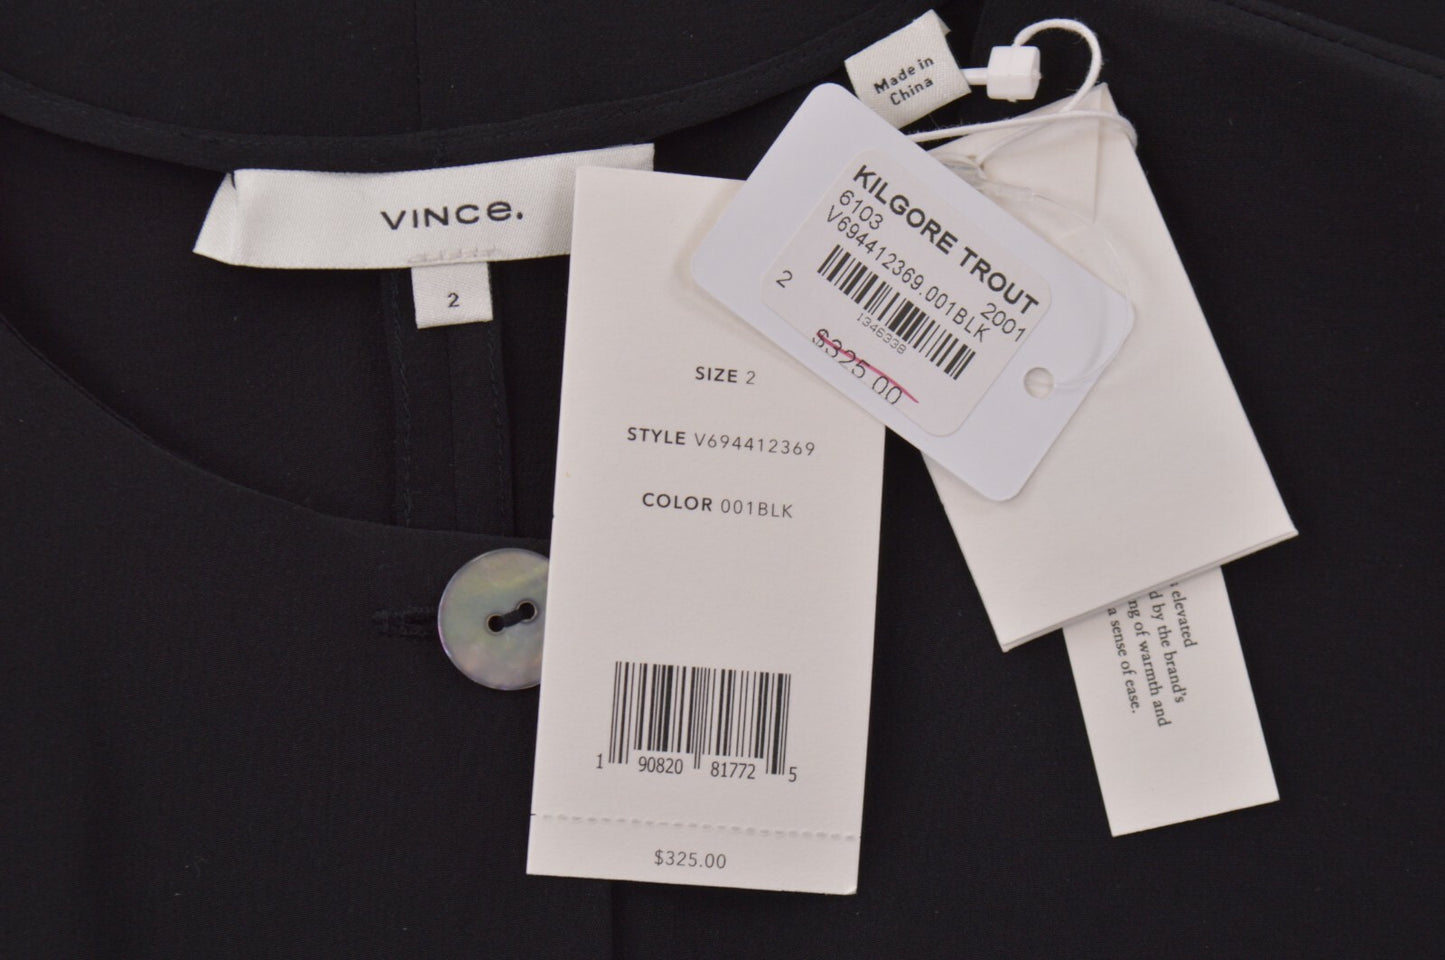 VINCE.
2
Made in
China
KILGORE TROUT
6103 2001
V694412369.001BLK
2
1346338
$325.00
SIZE 2
STYLE V694412369
COLOR 001BLK
1 90820 81772 5
$325.00
elevated
by the brand's
of warmth and
a sense of ease.